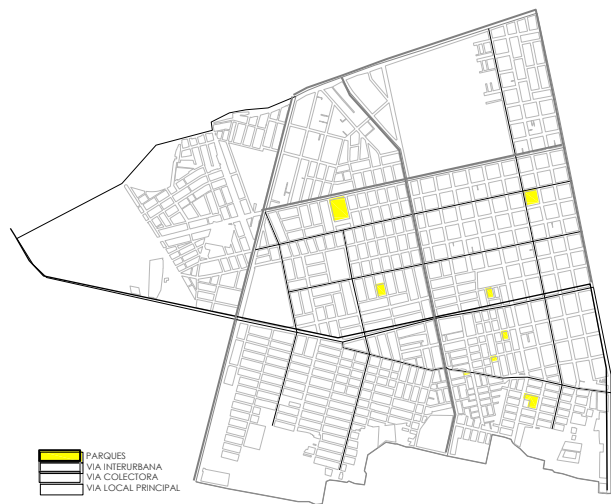 PARQUES
VIA INTERURBANA
VIA COLECTORA
VIA LOCAL PRINCIPAL